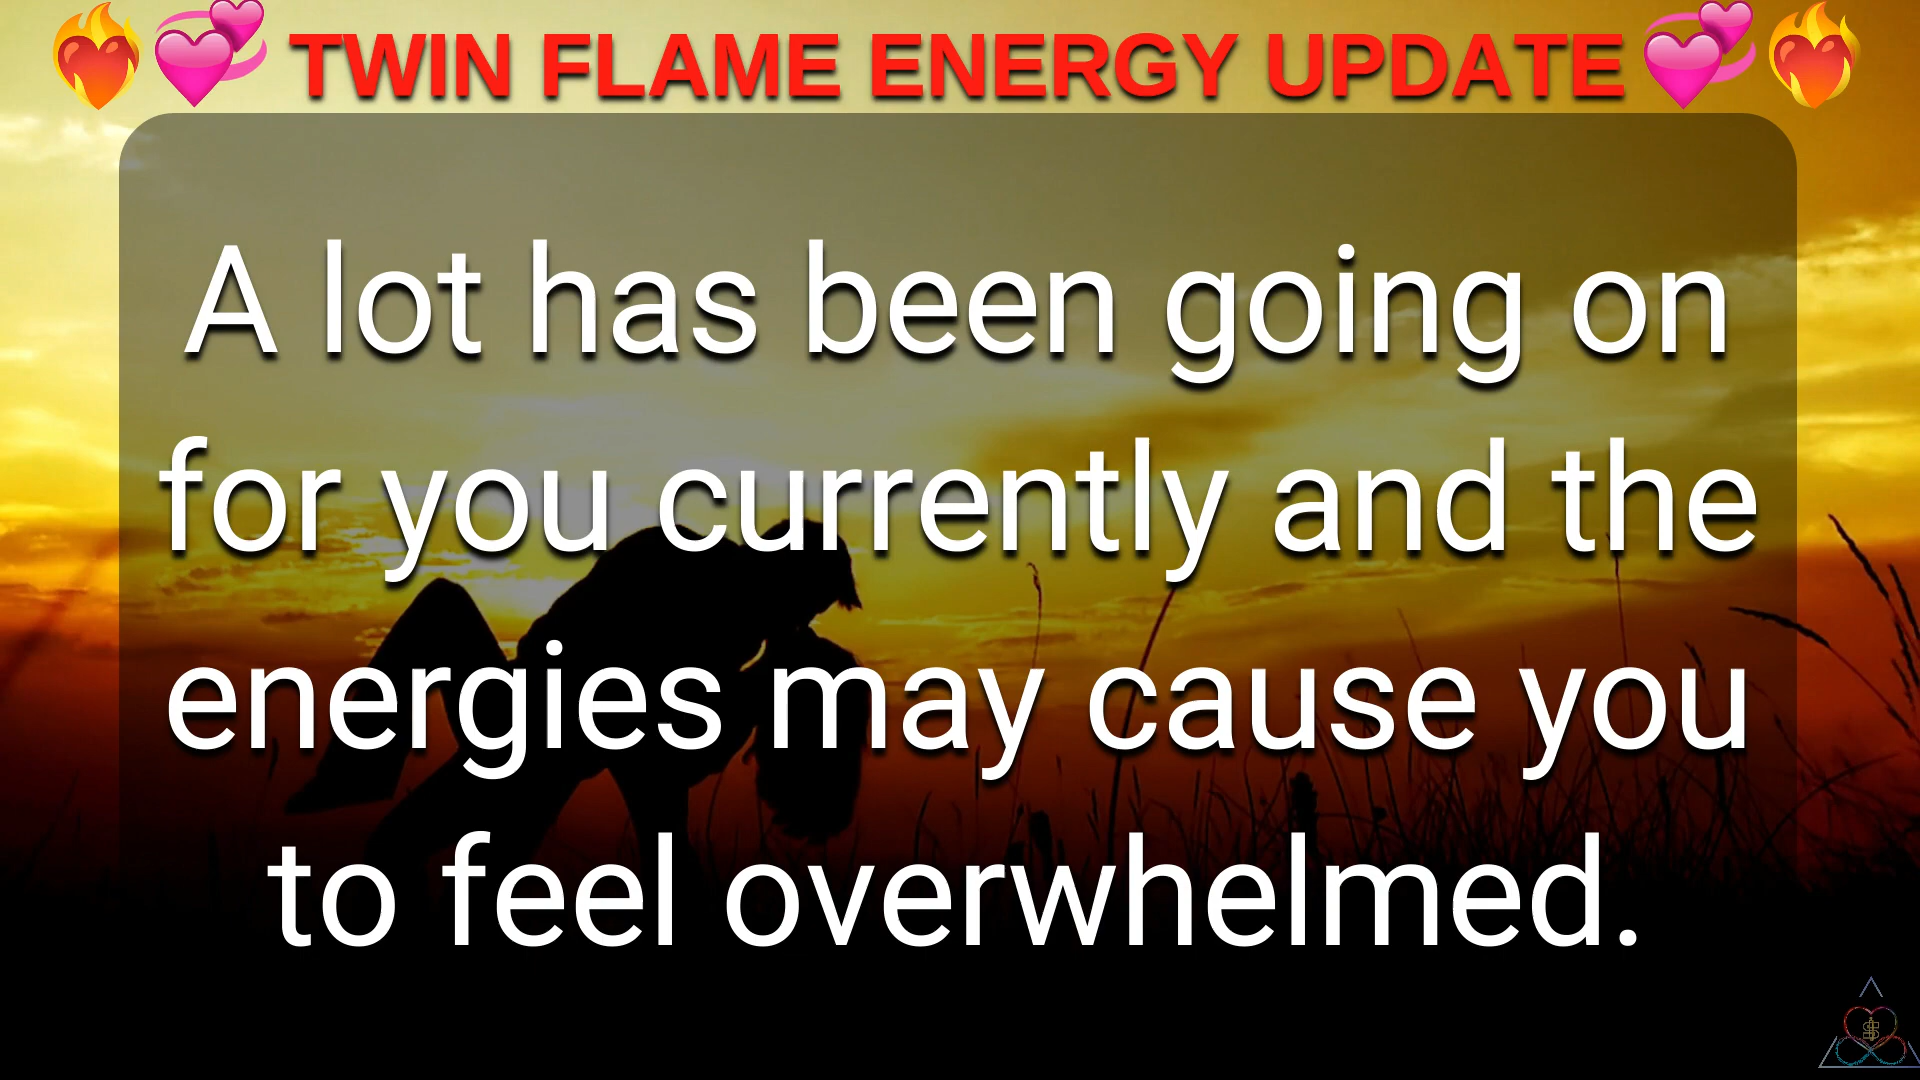 ❤️‍🔥💞 TWIN FLAME ENERGY UPDATE 💞❤️‍🔥
A lot has been going on
for you currently and the
energies may cause you
to feel overwhelmed.